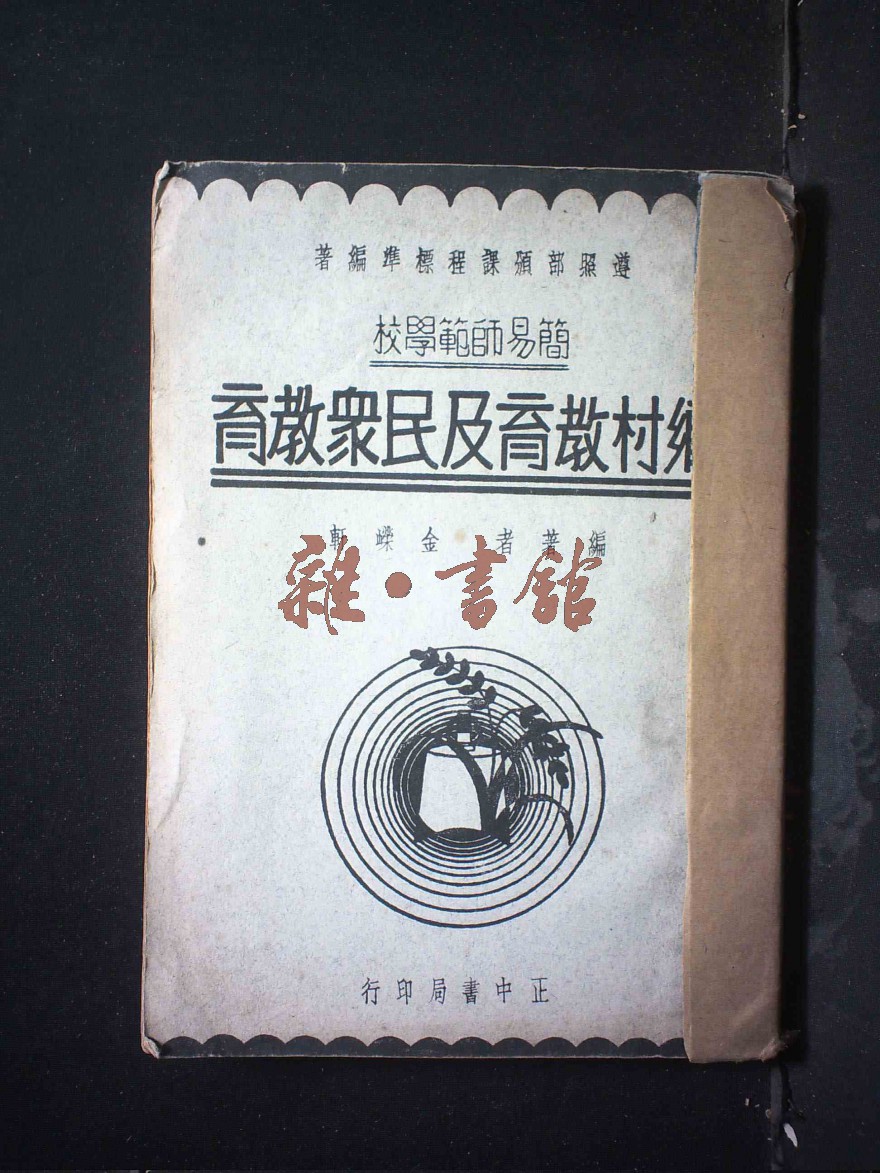 遵照部頒課程標準編著
簡易師範學校
鄉村教育及民衆教育
編著者 金嶸軒
雜·書館
正中書局印行